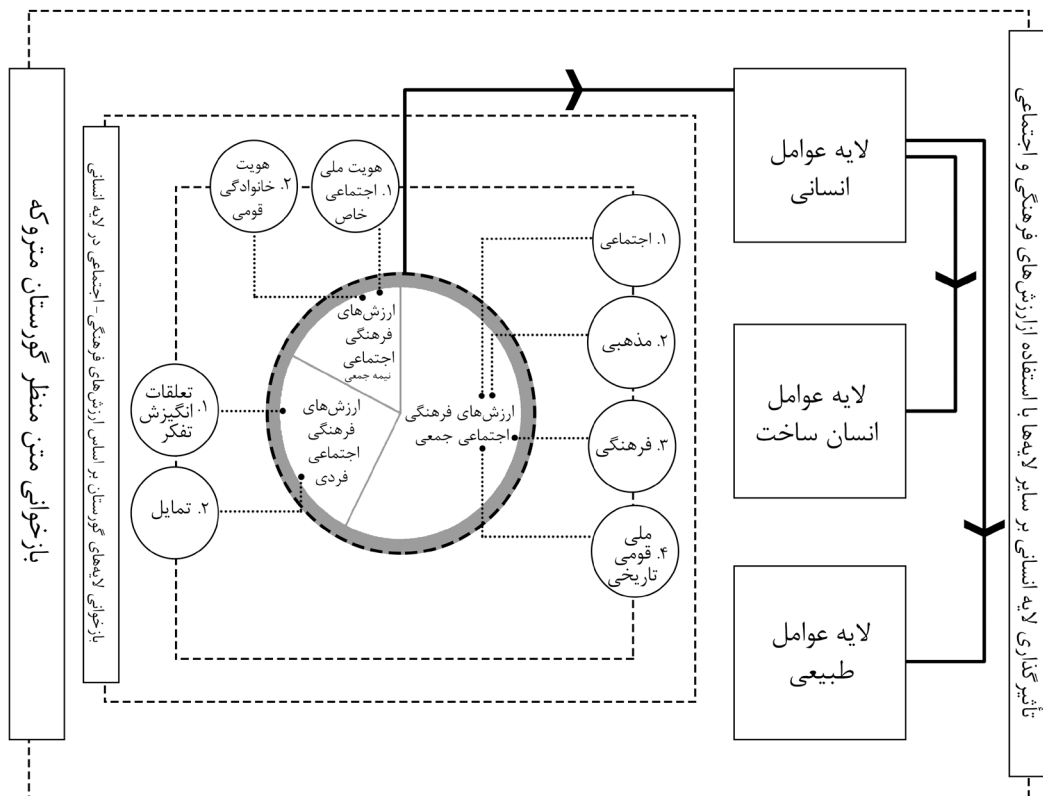 تأثیرگذاری لایه انسانی بر سایر لایه‌ها با استفاده ازارزش‌های فرهنگی و اجتماعی
لایه عوامل
انسانی
لایه عوامل
انسان ساخت
لایه عوامل
طبیعی
۱. اجتماعی
۲. مذهبی
۳. فرهنگی
ملی
۴. قومی
تاریخی
هویت ملی
۱. اجتماعی
خاص
هویت
۲. خانوادگی
قومی
ارزش‌های فرهنگی
اجتماعی جمعی
ارزش‌های
فرهنگی
اجتماعی
نیمه جمعی
ارزش‌های
فرهنگی
اجتماعی
فردی
تعلقات
۱. انگیزش
تفکر
۲. تمایل
بازخوانی لایه‌های گورستان بر اساس ارزش‌های فرهنگی- اجتماعی در لایه انسانی
بازخوانی متن منظر گورستان متروکه